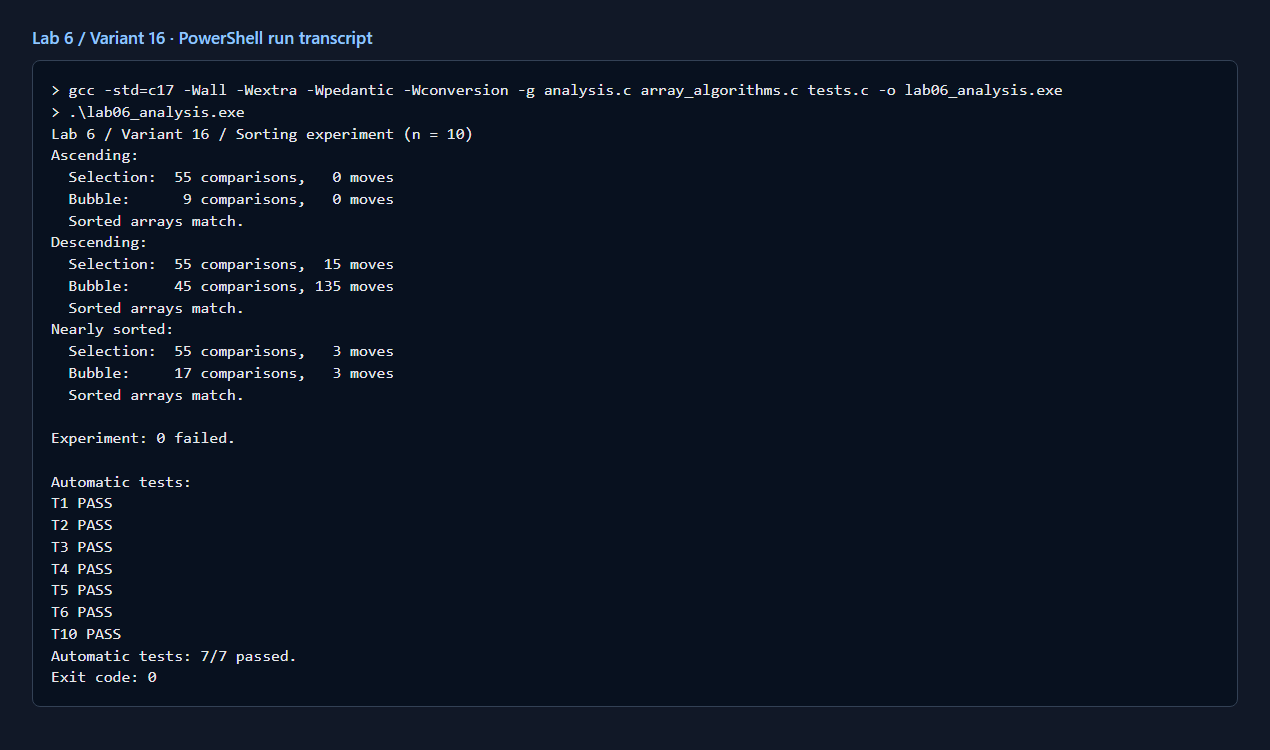 Lab 6 / Variant 16 · PowerShell run transcript
> gcc -std=c17 -Wall -Wextra -Wpedantic -Wconversion -g analysis.c array_algorithms.c tests.c -o lab06_analysis.exe
> .\lab06_analysis.exe
Lab 6 / Variant 16 / Sorting experiment (n = 10)
Ascending:
  Selection:  55 comparisons,   0 moves
  Bubble:      9 comparisons,   0 moves
  Sorted arrays match.
Descending:
  Selection:  55 comparisons,  15 moves
  Bubble:     45 comparisons, 135 moves
  Sorted arrays match.
Nearly sorted:
  Selection:  55 comparisons,   3 moves
  Bubble:     17 comparisons,   3 moves
  Sorted arrays match.

Experiment: 0 failed.

Automatic tests:
T1 PASS
T2 PASS
T3 PASS
T4 PASS
T5 PASS
T6 PASS
T10 PASS
Automatic tests: 7/7 passed.
Exit code: 0